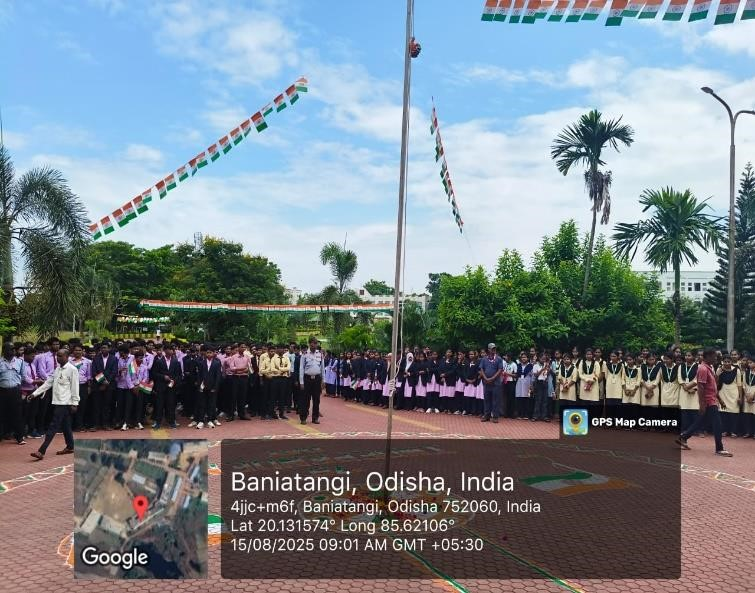 GPS Map Camera
Baniatangi, Odisha, India
4jjc+m6f, Baniatangi, Odisha 752060, India
Lat 20.131574° Long 85.62106°
15/08/2025 09:01 AM GMT +05:30
Google